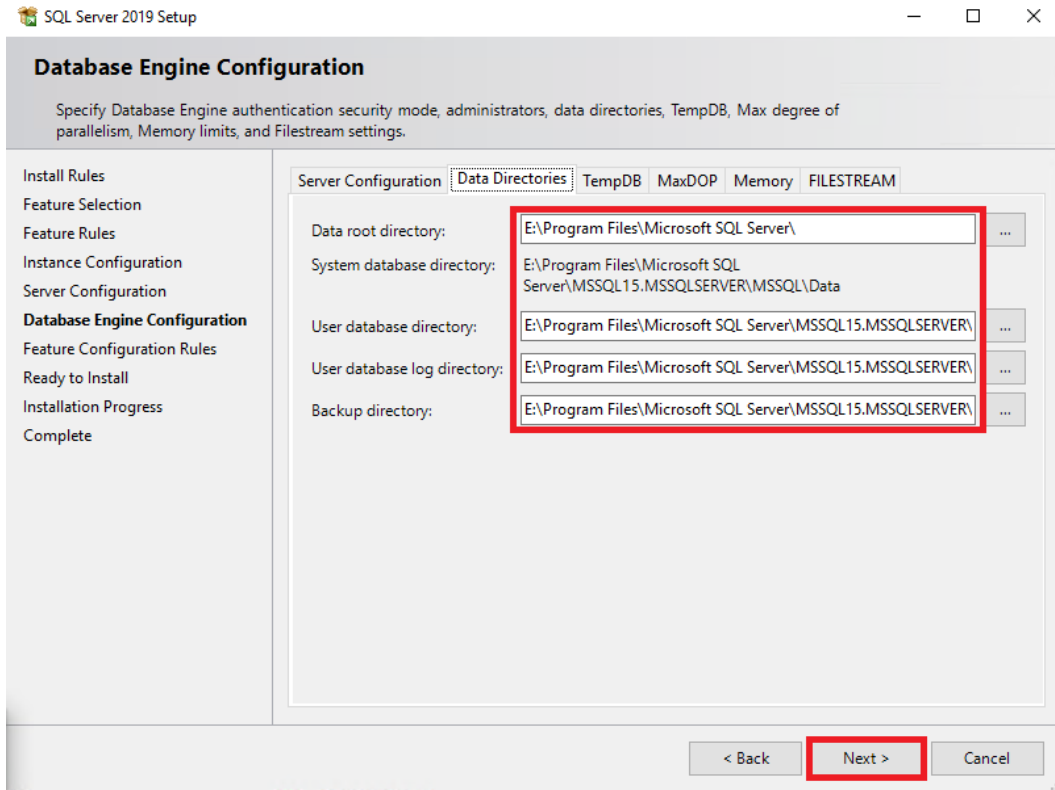 SQL Server 2019 Setup
Database Engine Configuration
Specify Database Engine authentication security mode, administrators, data directories, TempDB, Max degree of
parallelism, Memory limits, and Filestream settings.
Install Rules
Feature Selection
Feature Rules
Instance Configuration
Server Configuration
Database Engine Configuration
Feature Configuration Rules
Ready to Install
Installation Progress
Complete
Server Configuration Data Directories TempDB MaxDOP Memory FILESTREAM
Data root directory: E:\Program Files\Microsoft SQL Server\ ...
System database directory: E:\Program Files\Microsoft SQL
Server\MSSQL15.MSSQLSERVER\MSSQL\Data
User database directory: E:\Program Files\Microsoft SQL Server\MSSQL15.MSSQLSERVER\ ...
User database log directory: E:\Program Files\Microsoft SQL Server\MSSQL15.MSSQLSERVER\ ...
Backup directory: E:\Program Files\Microsoft SQL Server\MSSQL15.MSSQLSERVER\ ...
< Back Next > Cancel